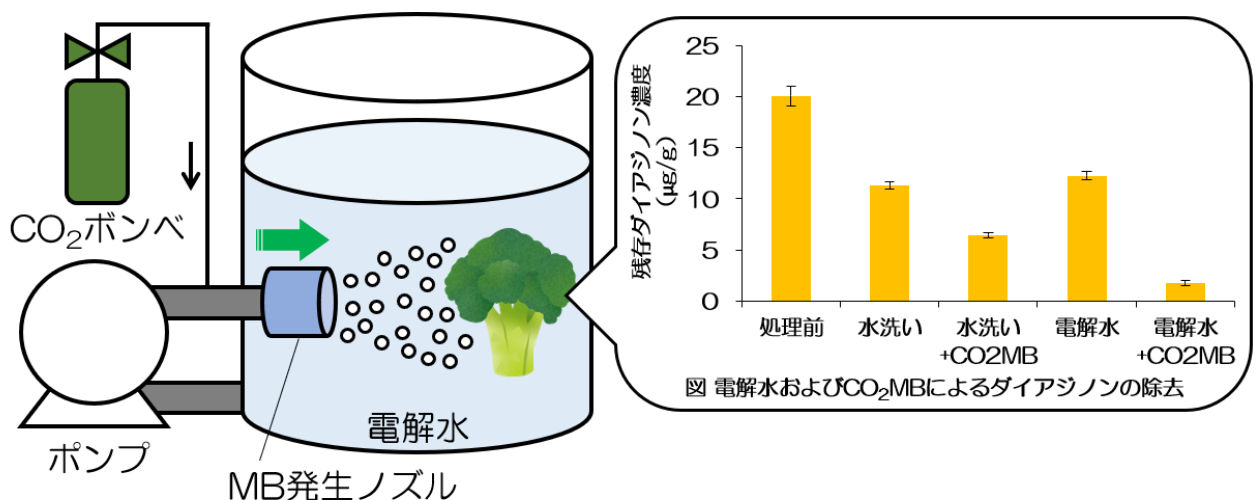 CO₂ボンベ
ポンプ
電解水
MB発生ノズル
残存ダイアジノン濃度
(μg/g)
25
20
15
10
5
0
処理前
水洗い
水洗い
+CO2MB
電解水
電解水
+CO2MB
図 電解水およびCO₂MBによるダイアジノンの除去